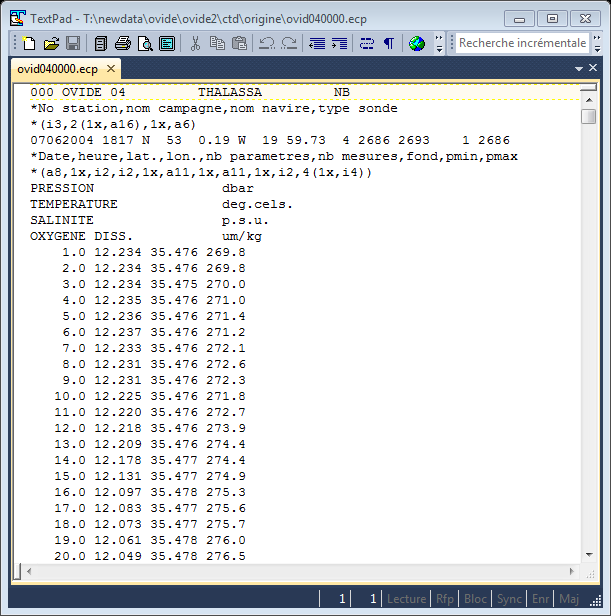 TextPad - T:\newdata\ovide\ovide2\ctd\origine\ovid040000.ecp
Recherche incrémentale
ovid040000.ecp
000 OVIDE 04         THALASSA         NB
*No station,nom campagne,nom navire,type sonde
*(i3,2(1x,a16),1x,a6)
07062004 1817 N  53  0.19 W  19 59.73  4 2686 2693    1 2686
*Date,heure,lat.,lon.,nb parametres,nb mesures,fond,pmin,pmax
*(a8,1x,i2,i2,1x,a11,1x,a11,1x,i2,4(1x,i4))
PRESSION                dbar
TEMPERATURE             deg.cels.
SALINITE                p.s.u.
OXYGENE DISS.           um/kg
1.0 12.234 35.476 269.8
2.0 12.234 35.476 269.8
3.0 12.234 35.475 270.0
4.0 12.235 35.476 271.0
5.0 12.236 35.476 271.4
6.0 12.237 35.476 271.2
7.0 12.233 35.476 272.1
8.0 12.231 35.476 272.6
9.0 12.231 35.476 272.3
10.0 12.225 35.476 271.8
11.0 12.220 35.476 272.7
12.0 12.218 35.476 273.9
13.0 12.209 35.476 274.4
14.0 12.178 35.477 274.4
15.0 12.131 35.477 274.9
16.0 12.097 35.478 275.3
17.0 12.083 35.477 275.6
18.0 12.073 35.477 275.7
19.0 12.061 35.478 276.0
20.0 12.049 35.478 276.5
1 1 Lecture Rfp Bloc Sync Enr Maj